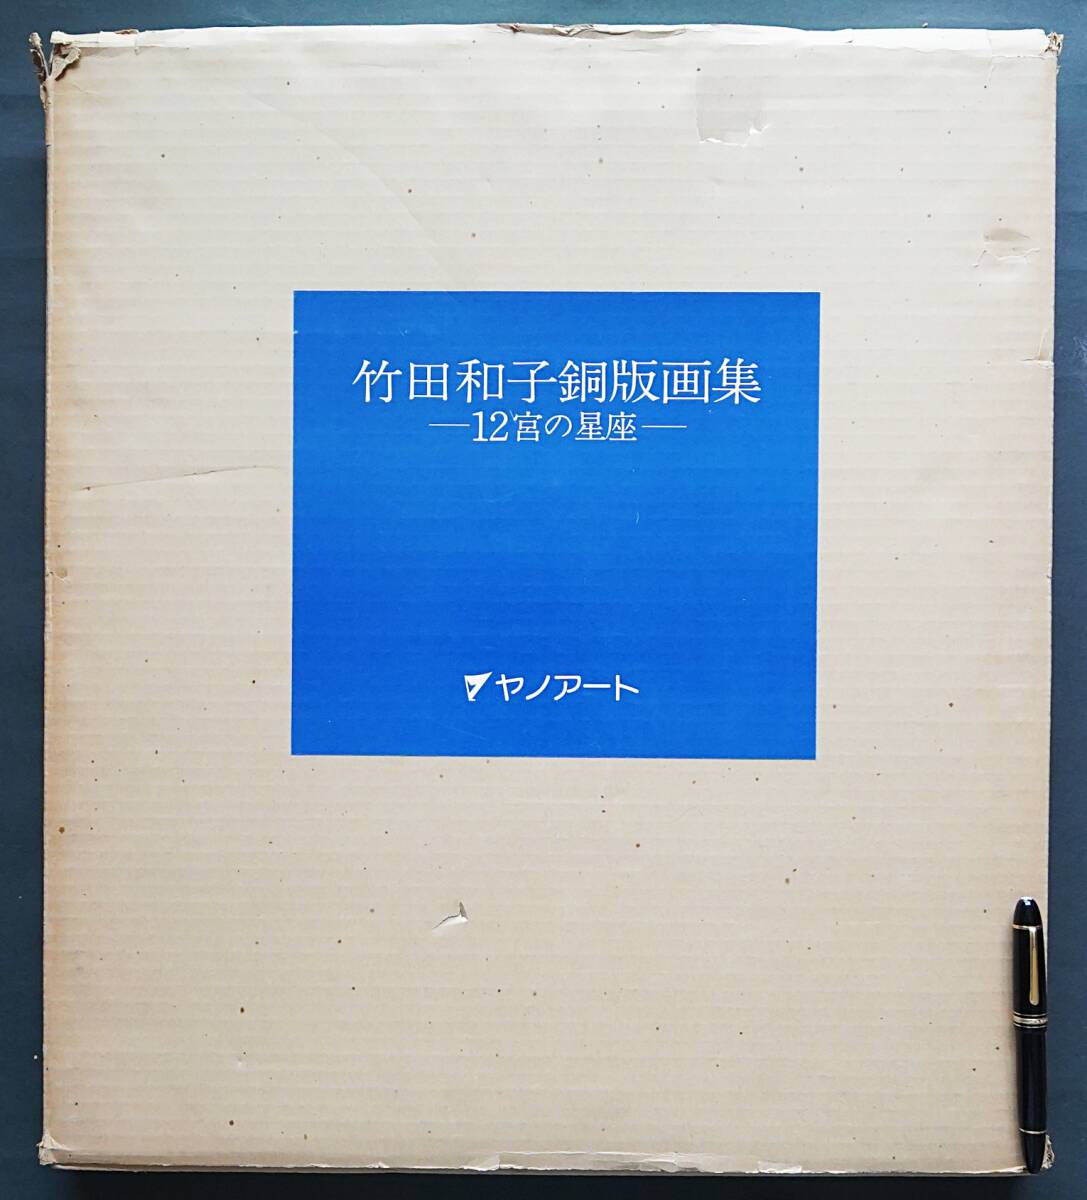 竹田和子銅版画集
—12宮の星座—
ヤノアート